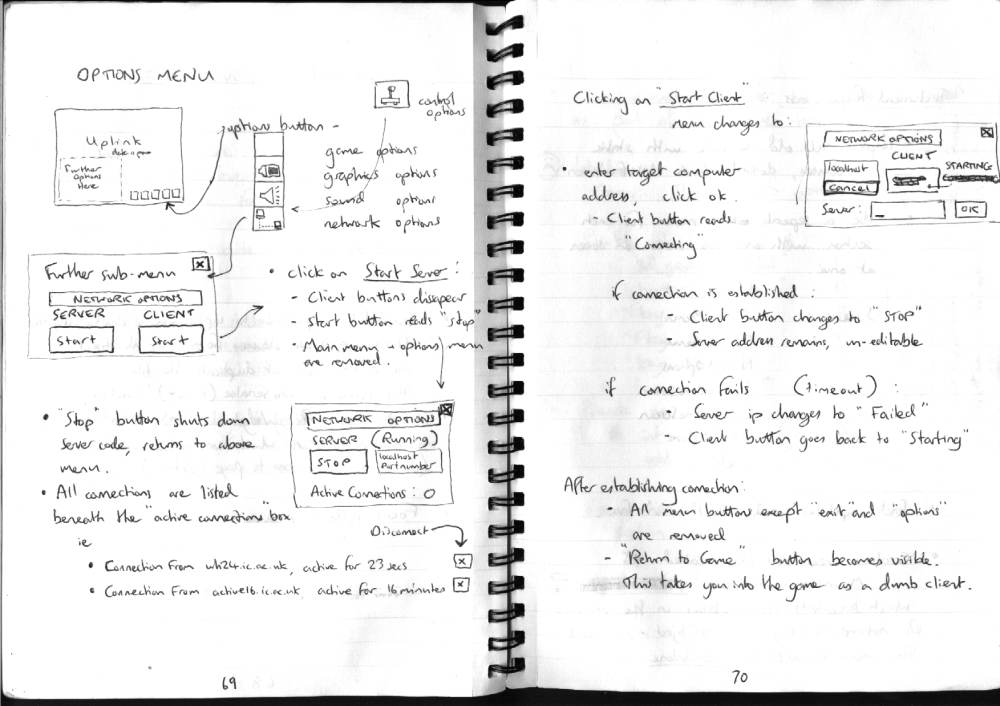 OPTIONS MENU
control
options
Uplink
Further
Options
Here
option button -
game options
graphics options
sound options
network options
Further sub-menu
NETWORK OPTIONS
SERVER CLIENT
Start Start
• click on Start Server :
- Client buttons dissapear
- Start button reads "stop"
• Main menu + options menu
are removed.
• "Stop" button shuts down
server code, returns to above
menu.
• All connections are listed
beneath the "active connections" box
ie
NETWORK OPTIONS
SERVER (Running)
STOP
localhost
Portnumber
Active Connections : 0
Disconnect
• Connection From wh24.ic.ac.uk, active for 23 secs
• Connection From active16.ic.ac.uk active for 16 minutes
69
Clicking on "Start Client"
menu changes to :
NETWORK OPTIONS
CLIENT
localhost
Cancel
STARTING
Server:
OK
• enter target computer
address, click ok.
- Client button reads
"Connecting"
if connection is established :
- Client button changes to "STOP"
- Server address remains, un-editable
if connection fails (timeout) :
- Server ip changes to "Failed"
- Client button goes back to "Starting"
After establishing connection:
- All menu buttons except "exit" and "options"
are removed
- "Return to Game" button becomes visible.
This takes you into the game as a dumb client.
70